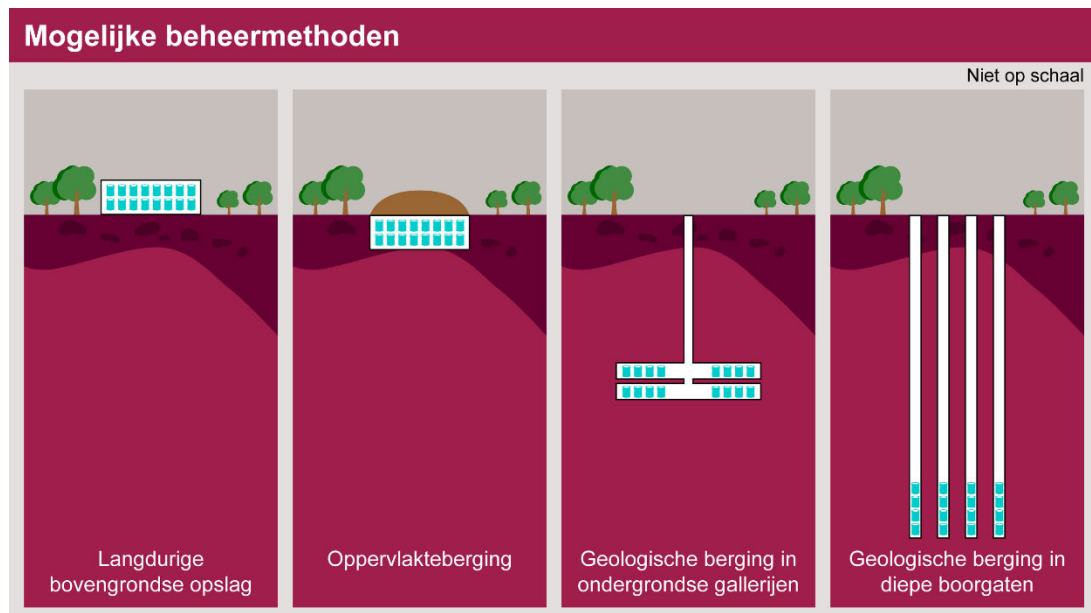 Mogelijke beheermethoden
Niet op schaal
Langdurige
bovengrondse opslag
Oppervlakteberging
Geologische berging in
ondergrondse gallerijen
Geologische berging in
diepe boorgaten